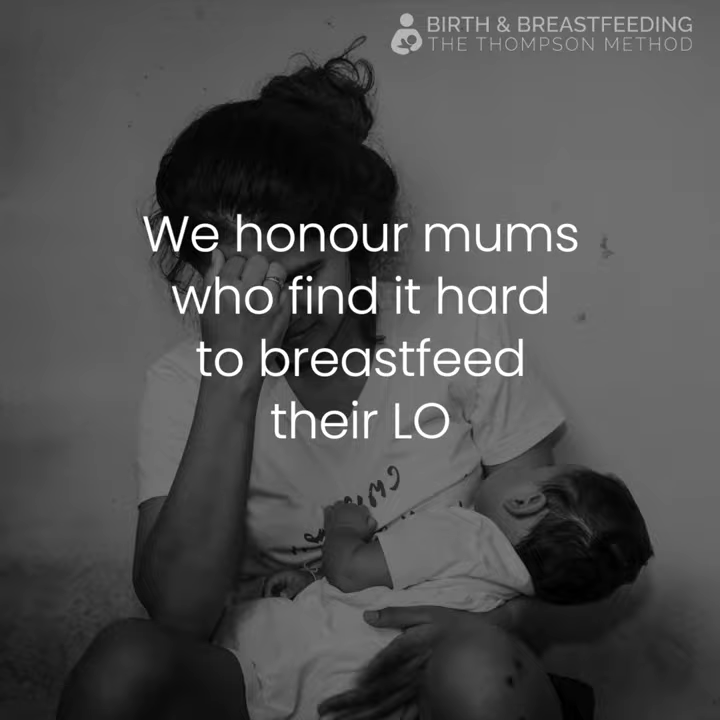 BIRTH & BREASTFEEDING
THE THOMPSON METHOD
We honour mums
who find it hard
to breastfeed
their LO